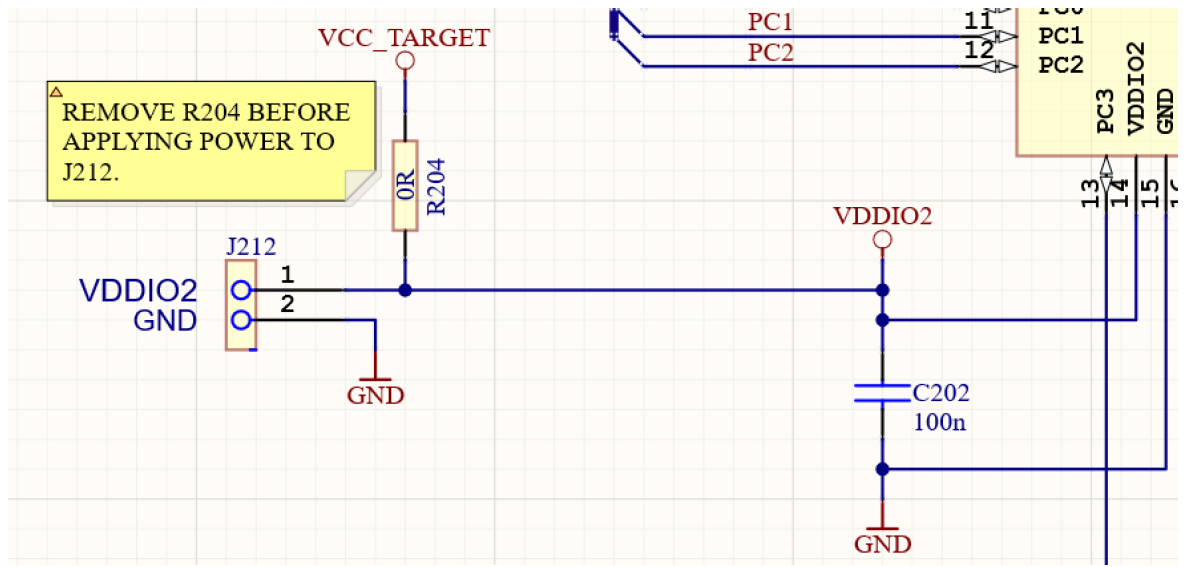 PC1
11
PC1
PC2
12
PC2
VCC_TARGET
REMOVE R204 BEFORE
APPLYING POWER TO
J212.
0R
R204
PC3
VDDIO2
GND
13
14
15
VDDIO2
J212
VDDIO2
1
GND
2
GND
C202
100n
GND